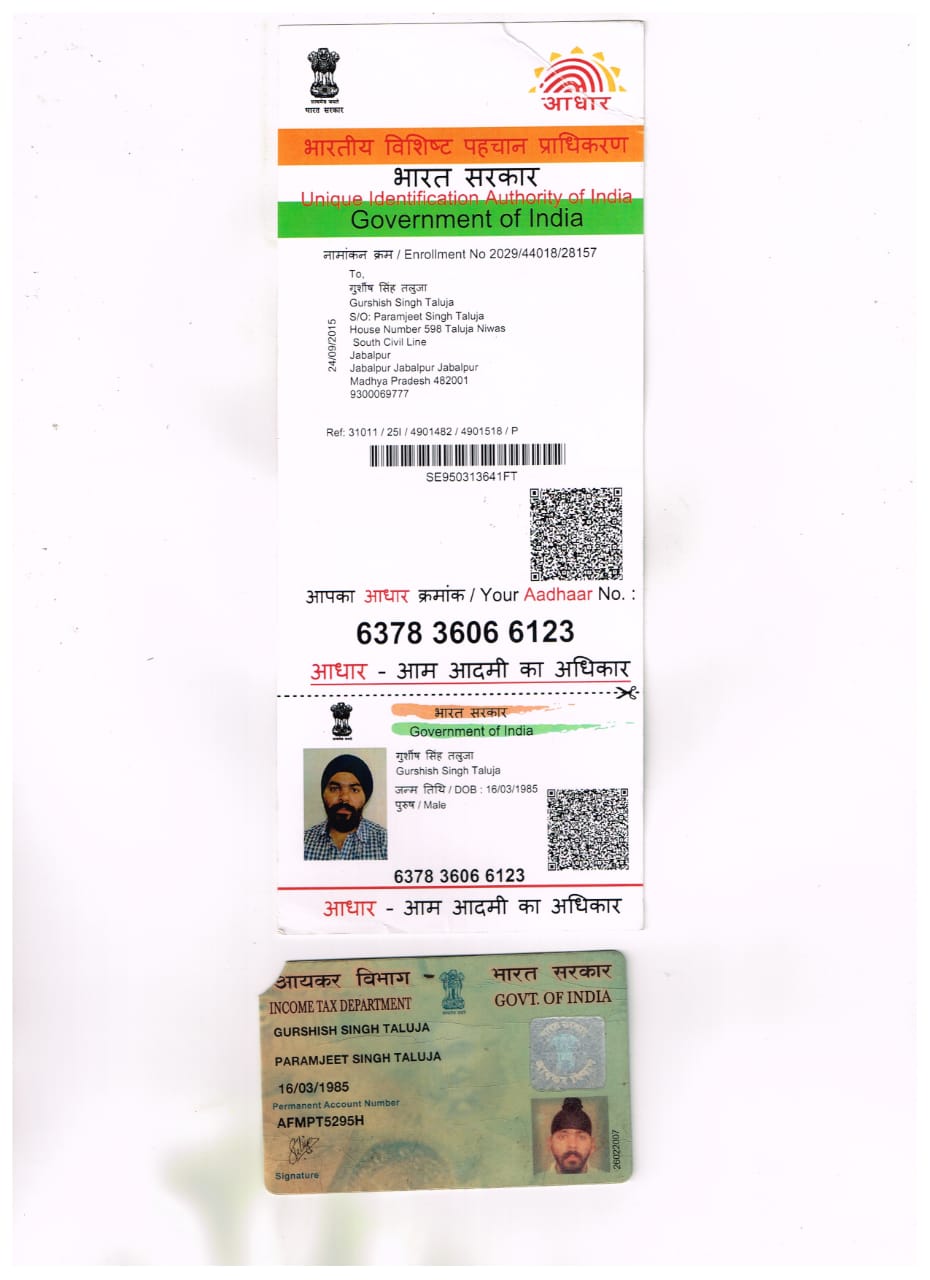 सत्यमेव जयते
भारत सरकार
आधार
भारतीय विशिष्ट पहचान प्राधिकरण
भारत सरकार
Unique Identification Authority of India
Government of India
नामांकन क्रम / Enrollment No 2029/44018/28157
To,
गुर्शीष सिंह तलुजा
Gurshish Singh Taluja
S/O: Paramjeet Singh Taluja
House Number 598 Taluja Niwas
South Civil Line
Jabalpur
Jabalpur Jabalpur Jabalpur
Madhya Pradesh 482001
9300069777
24/09/2015
Ref: 31011 / 25I / 4901482 / 4901518 / P
SE950313641FT
आपका आधार क्रमांक / Your Aadhaar No. :
6378 3606 6123
आधार - आम आदमी का अधिकार
भारत सरकार
Government of India
गुर्शीष सिंह तलुजा
Gurshish Singh Taluja
जन्म तिथि / DOB : 16/03/1985
पुरुष / Male
6378 3606 6123
आधार - आम आदमी का अधिकार
आयकर विभाग भारत सरकार
INCOME TAX DEPARTMENT GOVT. OF INDIA
GURSHISH SINGH TALUJA
PARAMJEET SINGH TALUJA
16/03/1985
Permanent Account Number
AFMPT5295H
Signature
26022007